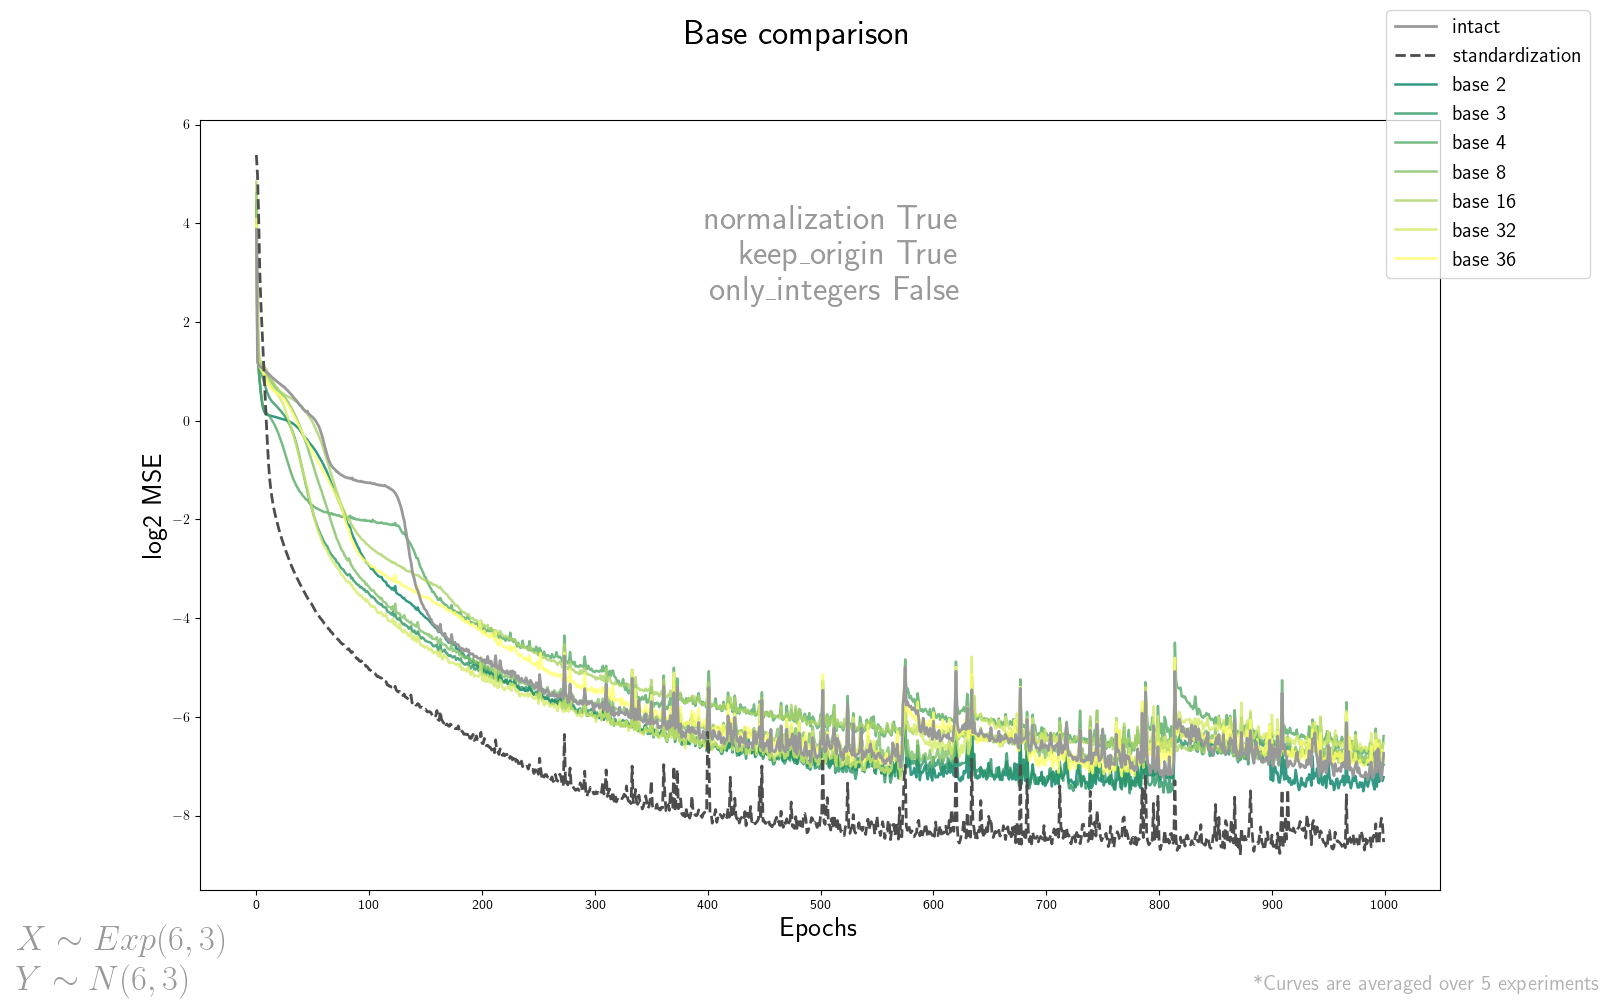 Base comparison
intact
standardization
base 2
base 3
base 4
base 8
base 16
base 32
base 36
normalization True
keep_origin True
only_integers False
log2 MSE
6
4
2
0
−2
−4
−6
−8
0 100 200 300 400 500 600 700 800 900 1000
Epochs
X ∼ Exp(6, 3)
Y ∼ N(6, 3)
*Curves are averaged over 5 experiments